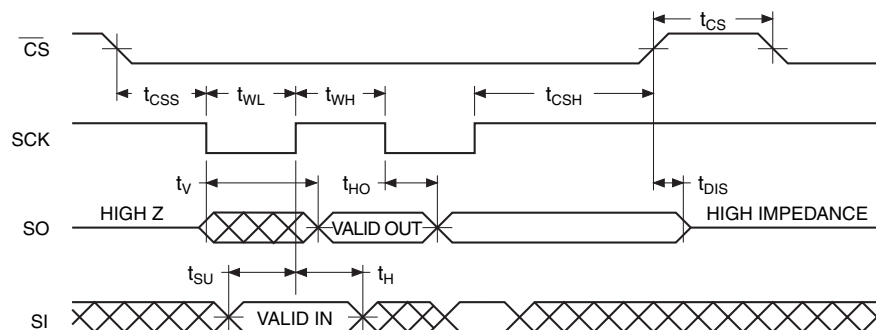 CS
tCS
tCSS
tWL
tWH
tCSH
SCK
tV
tHO
tDIS
HIGH Z
HIGH IMPEDANCE
SO
VALID OUT
tSU
tH
SI
VALID IN